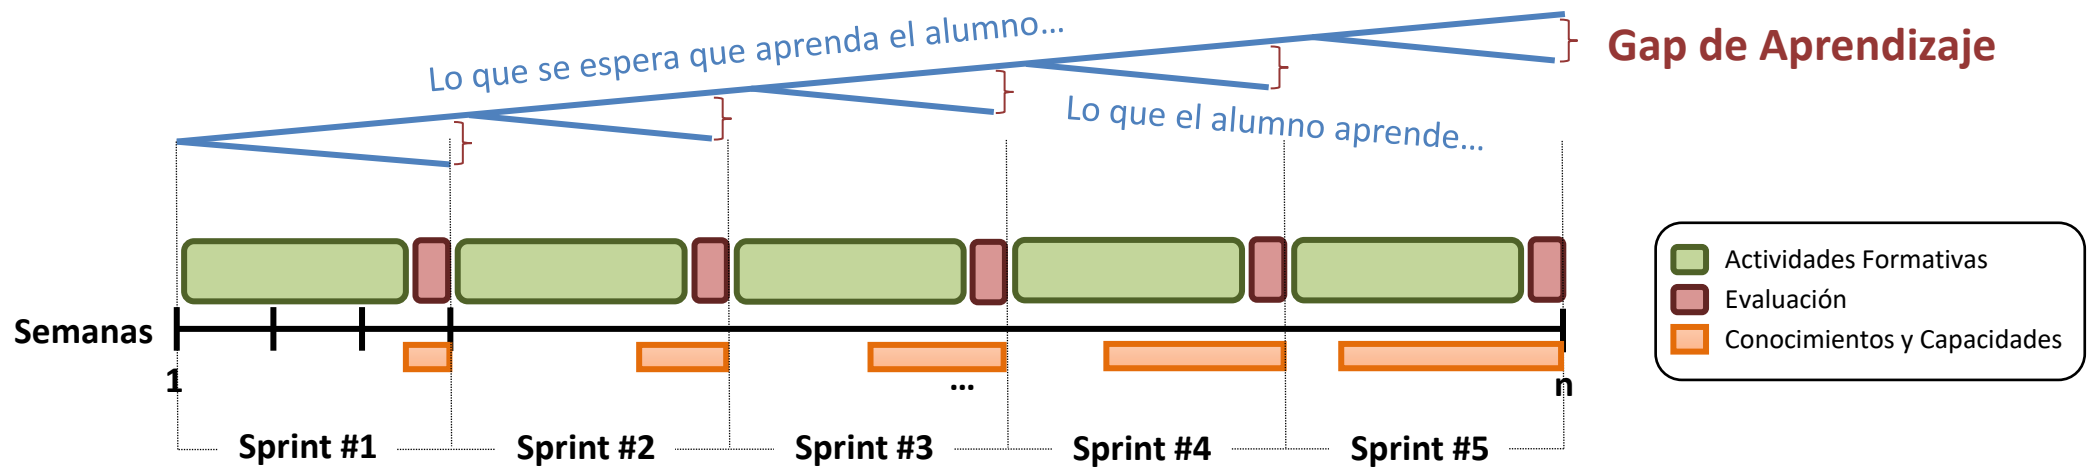 Lo que se espera que aprenda el alumno...
Gap de Aprendizaje
Lo que el alumno aprende...
Actividades Formativas
Evaluación
Conocimientos y Capacidades
Semanas
1
...
n
Sprint #1
Sprint #2
Sprint #3
Sprint #4
Sprint #5